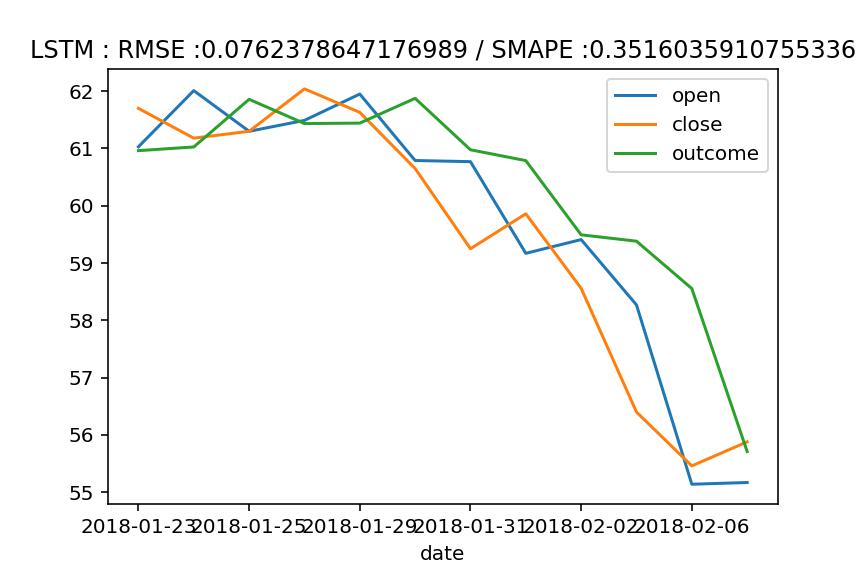 LSTM : RMSE :0.0762378647176989 / SMAPE :0.3516035910755336
62
61
60
59
58
57
56
55
open
close
outcome
2018-01-23 2018-01-25 2018-01-29 2018-01-31 2018-02-02 2018-02-06
date